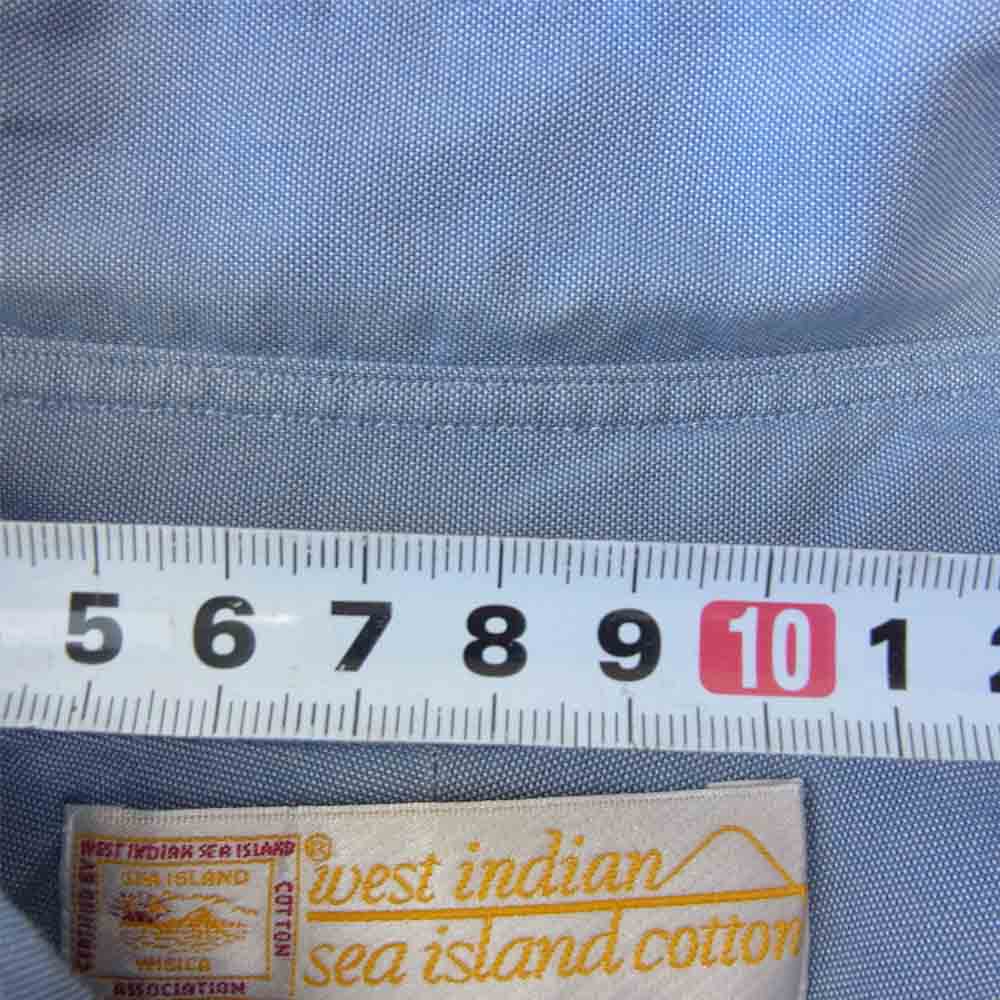 5 6 7 8 9 10 1
WEST INDIAN SEA ISLAND
SEA ISLAND
COTTON
WISICA
ASSOCIATION
® west indian
sea island cotton